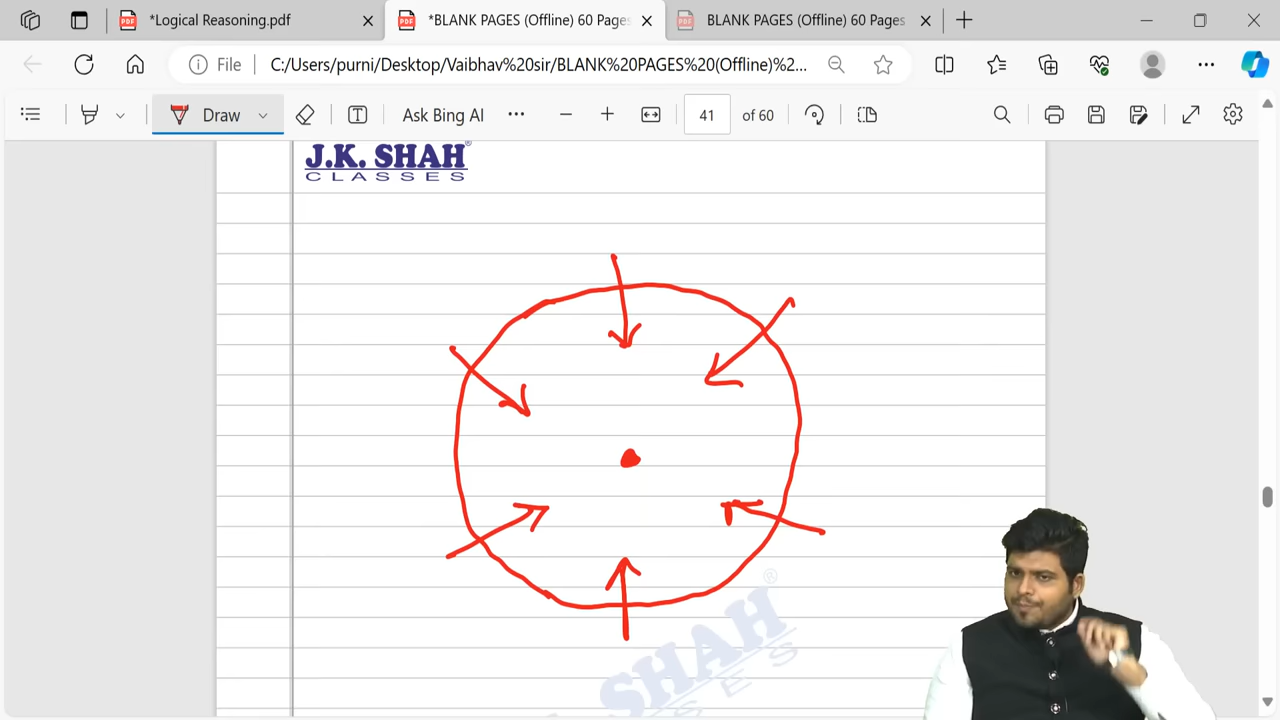 *Logical Reasoning.pdf
*BLANK PAGES (Offline) 60 Pages
BLANK PAGES (Offline) 60 Pages
File
C:/Users/purni/Desktop/Vaibhav%20sir/BLANK%20PAGES%20(Offline)%2...
Draw
Ask Bing AI
41 of 60
J.K. SHAH®
CLASSES
SHAH®
ES